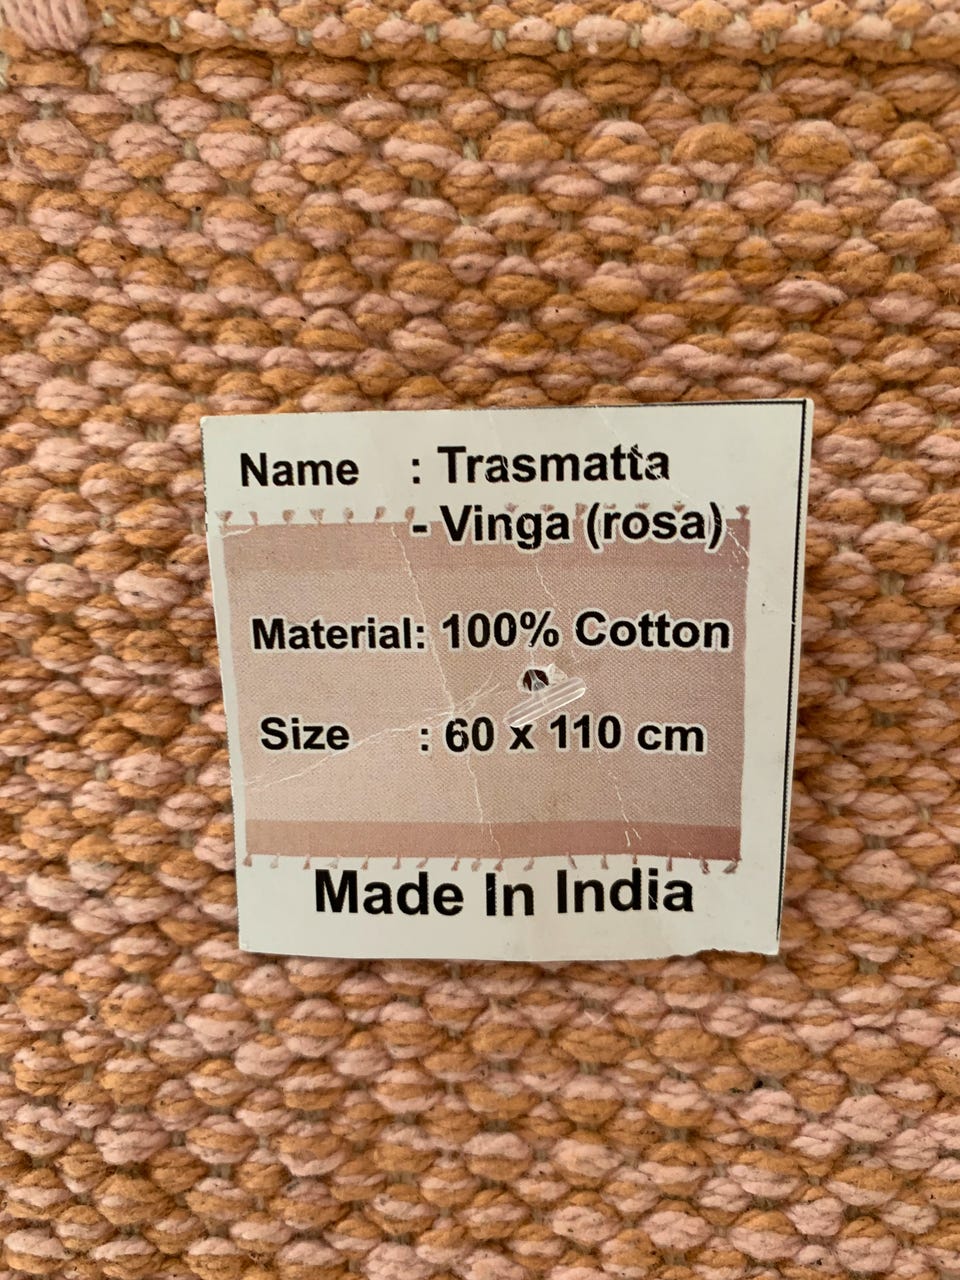 Name : Trasmatta
- Vinga (rosa)
Material: 100% Cotton
Size : 60 x 110 cm
Made In India